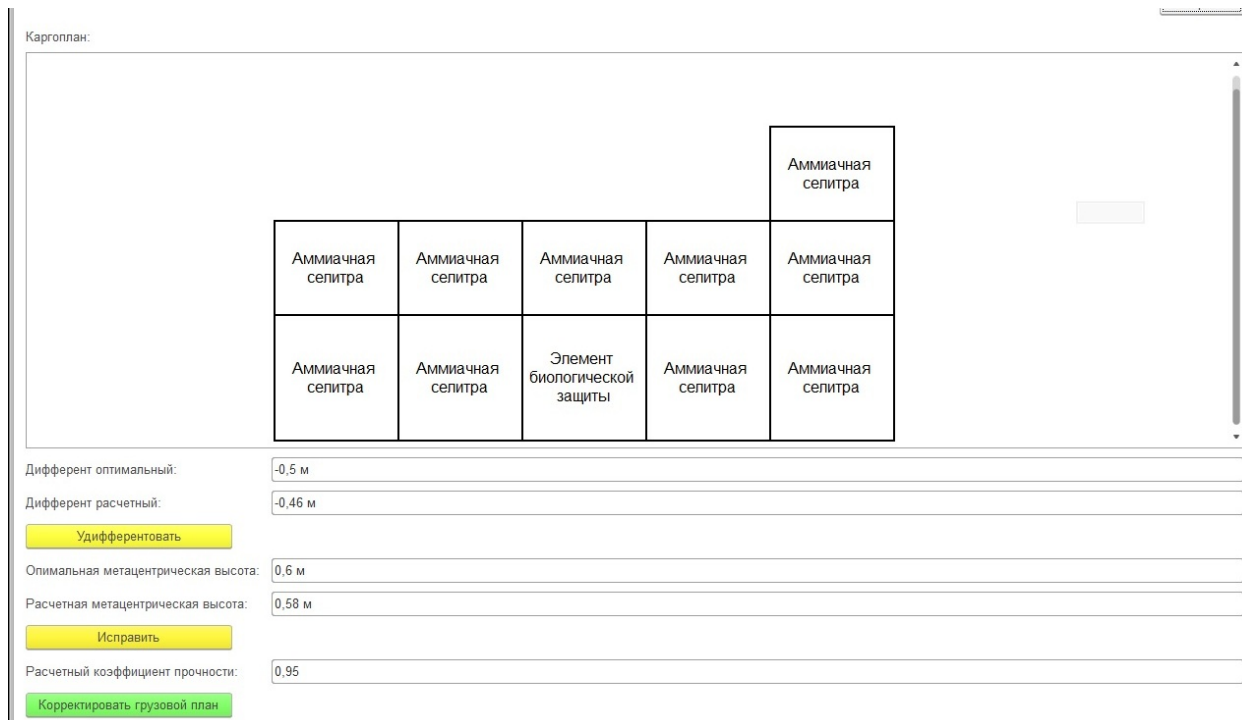 Каргоплан:
Аммиачная
селитра
Аммиачная
селитра
Аммиачная
селитра
Аммиачная
селитра
Аммиачная
селитра
Аммиачная
селитра
Аммиачная
селитра
Аммиачная
селитра
Элемент
биологической
защиты
Аммиачная
селитра
Аммиачная
селитра
Дифферент оптимальный:
-0,5 м
Дифферент расчетный:
-0,46 м
Удифферентовать
Опимальная метацентрическая высота:
0,6 м
Расчетная метацентрическая высота:
0,58 м
Исправить
Расчетный коэффициент прочности:
0,95
Корректировать грузовой план